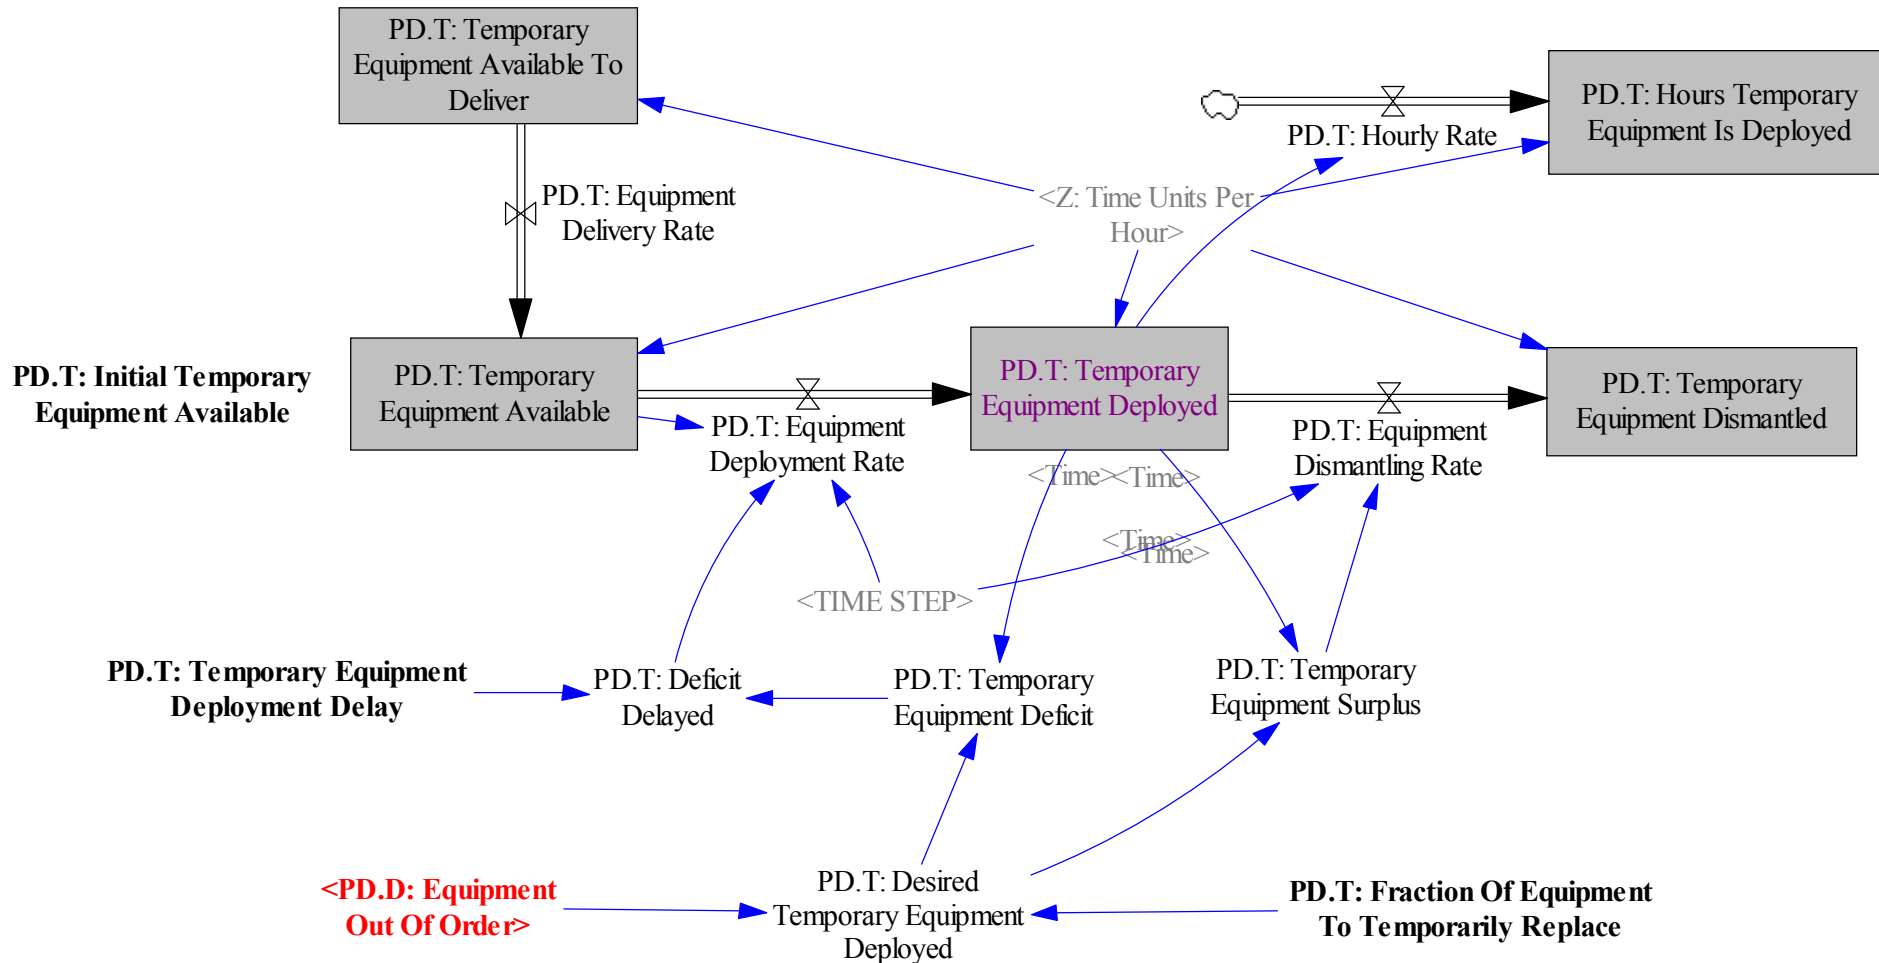 PD.T: Temporary
Equipment Available To
Deliver
PD.T: Hours Temporary
Equipment Is Deployed
PD.T: Hourly Rate
PD.T: Equipment
Delivery Rate
<Z: Time Units Per
Hour>
PD.T: Initial Temporary
Equipment Available
PD.T: Temporary
Equipment Available
PD.T: Equipment
Deployment Rate
PD.T: Temporary
Equipment Deployed
PD.T: Equipment
Dismantling Rate
PD.T: Temporary
Equipment Dismantled
<Time>
<Time>
<Time>
<Time>
<TIME STEP>
PD.T: Temporary Equipment
Deployment Delay
PD.T: Deficit
Delayed
PD.T: Temporary
Equipment Deficit
PD.T: Temporary
Equipment Surplus
<PD.D: Equipment
Out Of Order>
PD.T: Desired
Temporary Equipment
Deployed
PD.T: Fraction Of Equipment
To Temporarily Replace